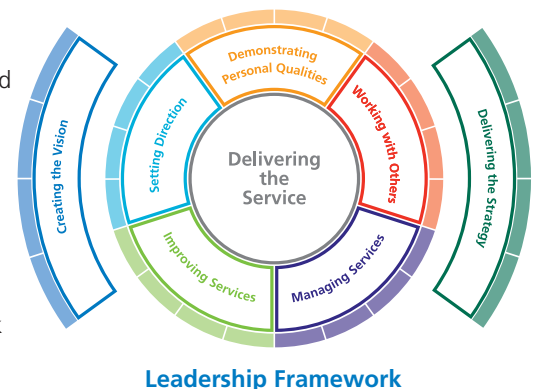 d
Demonstrating
Personal Qualities
Creating the Vision
Setting Direction
Delivering
the
Service
Working with Others
Delivering the Strategy
Improving Services
Managing Services
Leadership Framework